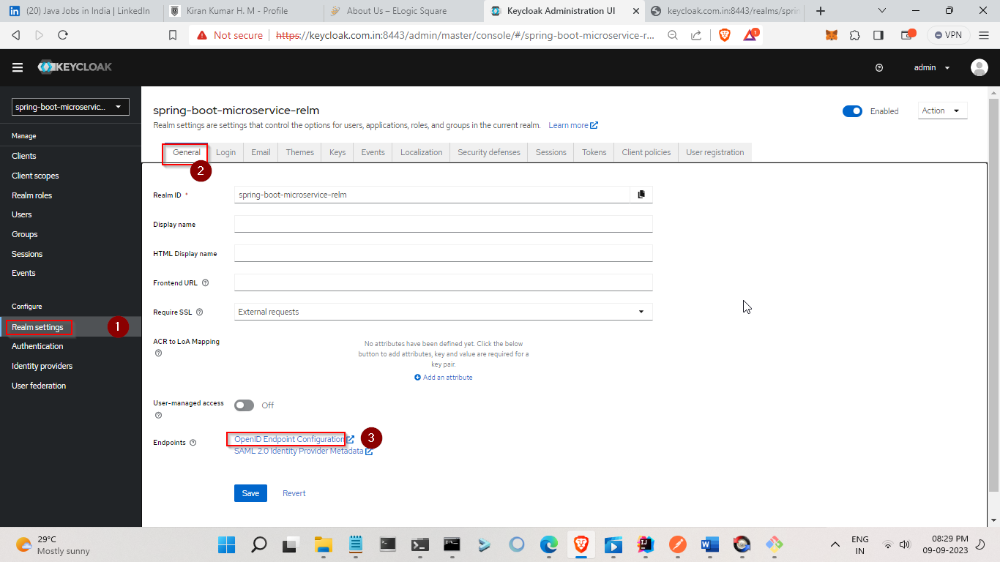 (20) Java Jobs in India | LinkedIn
Kiran Kumar H. M - Profile
About Us – ELogic Square
Keycloak Administration UI
keycloak.com.in:8443/realms/sprin
Not secure
https://keycloak.com.in:8443/admin/master/console/#/spring-boot-microservice-r...
1
VPN
KEYCLOAK
admin
spring-boot-microservic...
Manage
Clients
Client scopes
Realm roles
Users
Groups
Sessions
Events
Configure
Realm settings
1
Authentication
Identity providers
User federation
spring-boot-microservice-relm
Enabled
Action
Realm settings are settings that control the options for users, applications, roles, and groups in the current realm. Learn more
General
Login
Email
Themes
Keys
Events
Localization
Security defenses
Sessions
Tokens
Client policies
User registration
2
Realm ID *
spring-boot-microservice-relm
Display name
HTML Display name
Frontend URL
Require SSL
External requests
ACR to LoA Mapping
No attributes have been defined yet. Click the below
button to add attributes, key and value are required for a
key pair.
Add an attribute
User-managed access
Off
Endpoints
OpenID Endpoint Configuration
3
SAML 2.0 Identity Provider Metadata
Save
Revert
29°C
Mostly sunny
ENG
IN
08:29 PM
09-09-2023